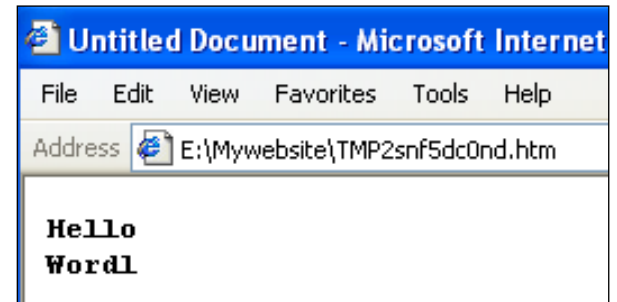 Untitled Document - Microsoft Internet
File Edit View Favorites Tools Help
Address E:\Mywebsite\TMP2snf5dc0nd.htm
Hello
Wordl